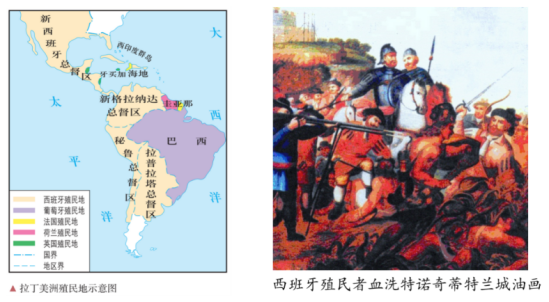 新西班牙总督区
大西洋
西印度群岛
牙买加
海地
太平洋
新格拉纳达
总督区
圭亚那
巴西
秘鲁总督区
拉普拉塔总督区
西班牙殖民地
葡萄牙殖民地
法国殖民地
荷兰殖民地
英国殖民地
国界
地区界
▲ 拉丁美洲殖民地示意图
西班牙殖民者血洗特诺奇蒂特兰城油画